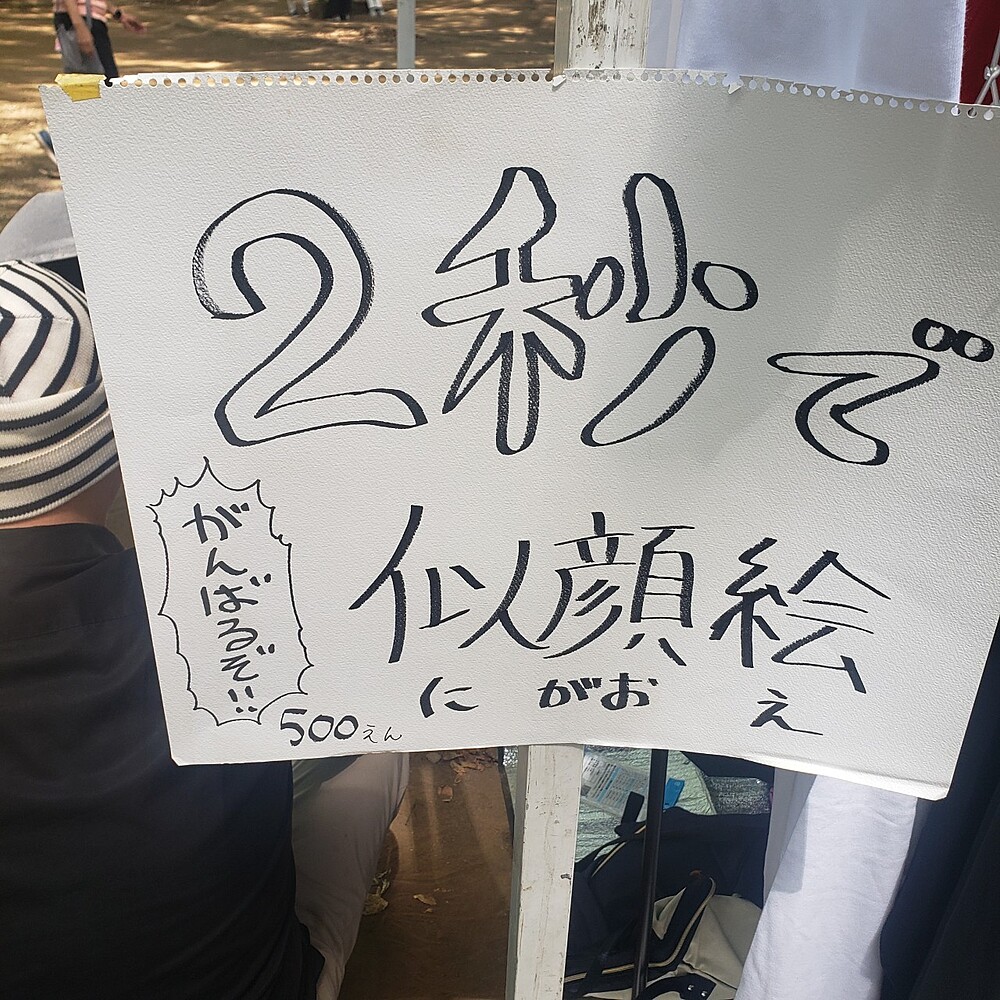 2秒で
似顔絵
に がお え
がんばるぞ!!
500えん